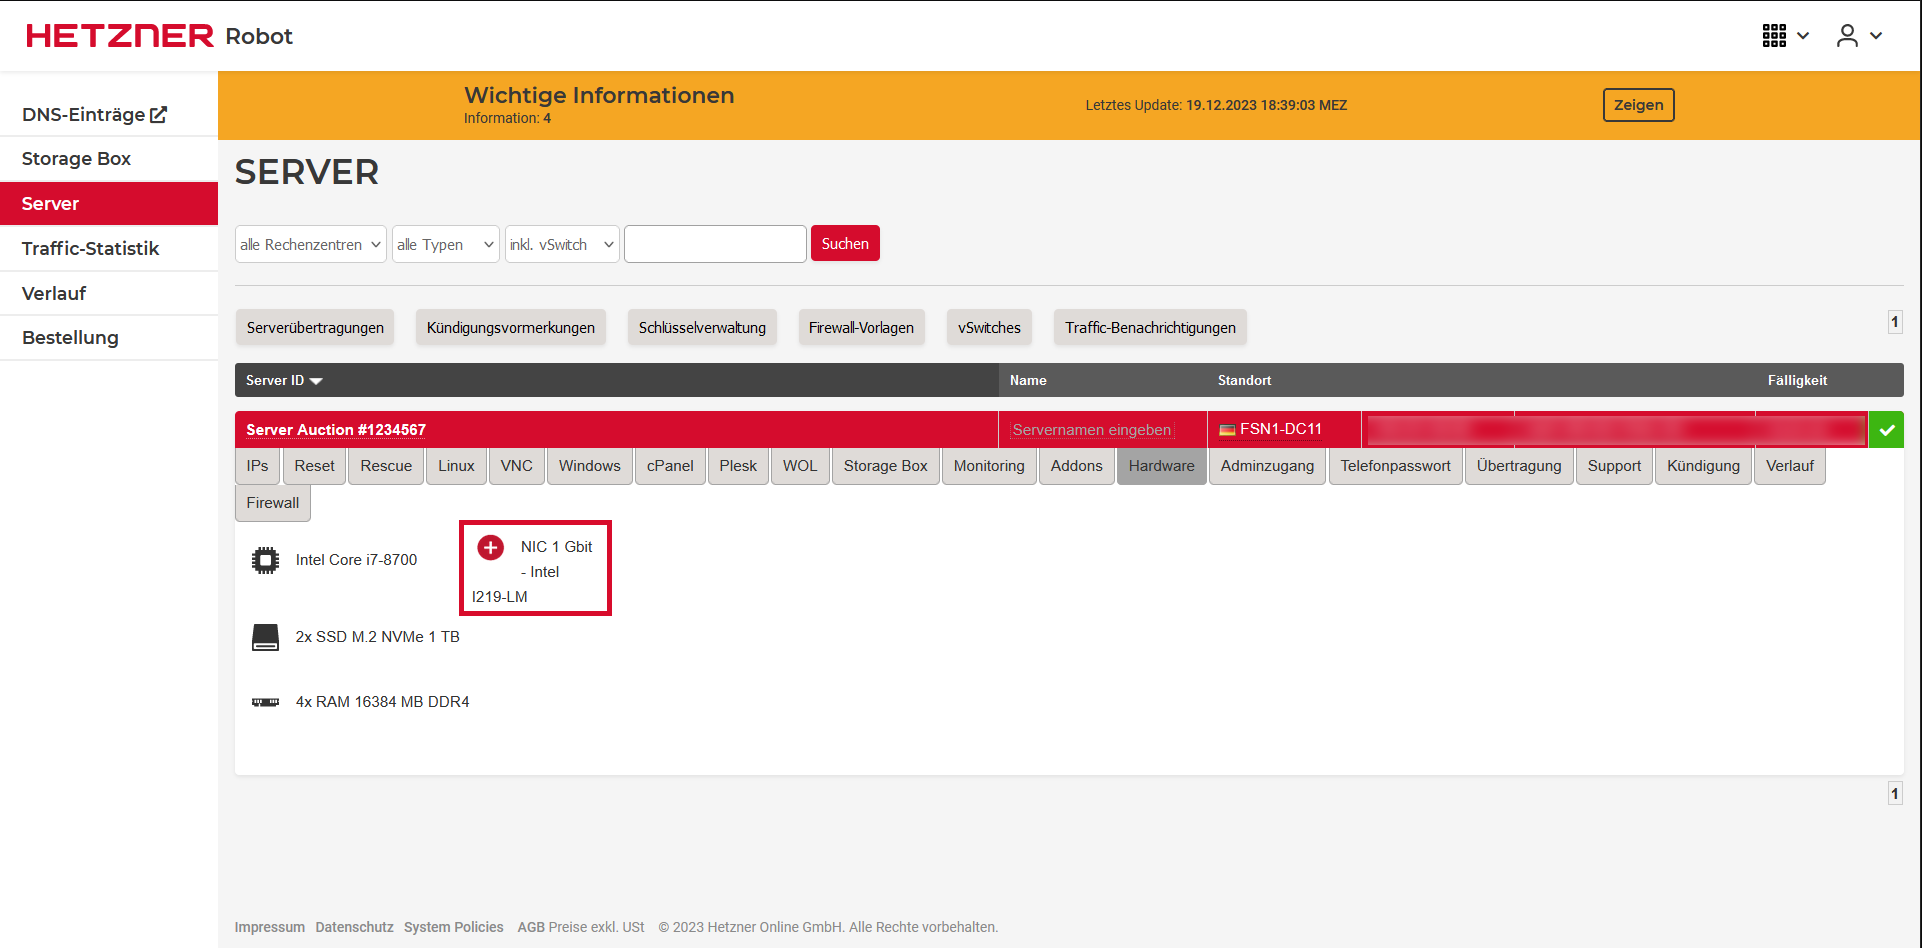 HETZNER Robot
DNS-Einträge
Storage Box
Server
Traffic-Statistik
Verlauf
Bestellung
Wichtige Informationen
Information: 4
Letztes Update: 19.12.2023 18:39:03 MEZ
Zeigen
SERVER
alle Rechenzentren
alle Typen
inkl. vSwitch
Suchen
Serverübertragungen
Kündigungsvormerkungen
Schlüsselverwaltung
Firewall-Vorlagen
vSwitches
Traffic-Benachrichtigungen
1
Server ID
Name
Standort
Fälligkeit
Server Auction #1234567
Servernamen eingeben
FSN1-DC11
IPs
Reset
Rescue
Linux
VNC
Windows
cPanel
Plesk
WOL
Storage Box
Monitoring
Addons
Hardware
Adminzugang
Telefonpasswort
Übertragung
Support
Kündigung
Verlauf
Firewall
Intel Core i7-8700
NIC 1 Gbit
- Intel
I219-LM
2x SSD M.2 NVMe 1 TB
4x RAM 16384 MB DDR4
1
Impressum Datenschutz System Policies AGB Preise exkl. USt © 2023 Hetzner Online GmbH. Alle Rechte vorbehalten.